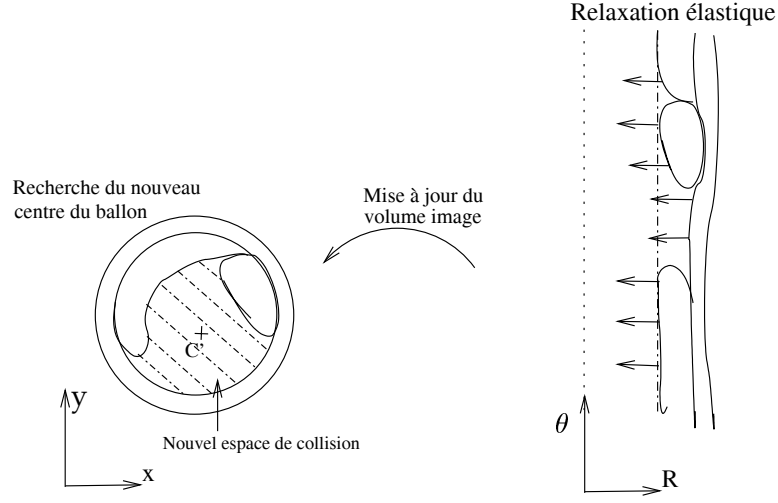 Relaxation élastique
Recherche du nouveau
centre du ballon
Mise à jour du
volume image
C'
y
x
Nouvel espace de collision
θ
R